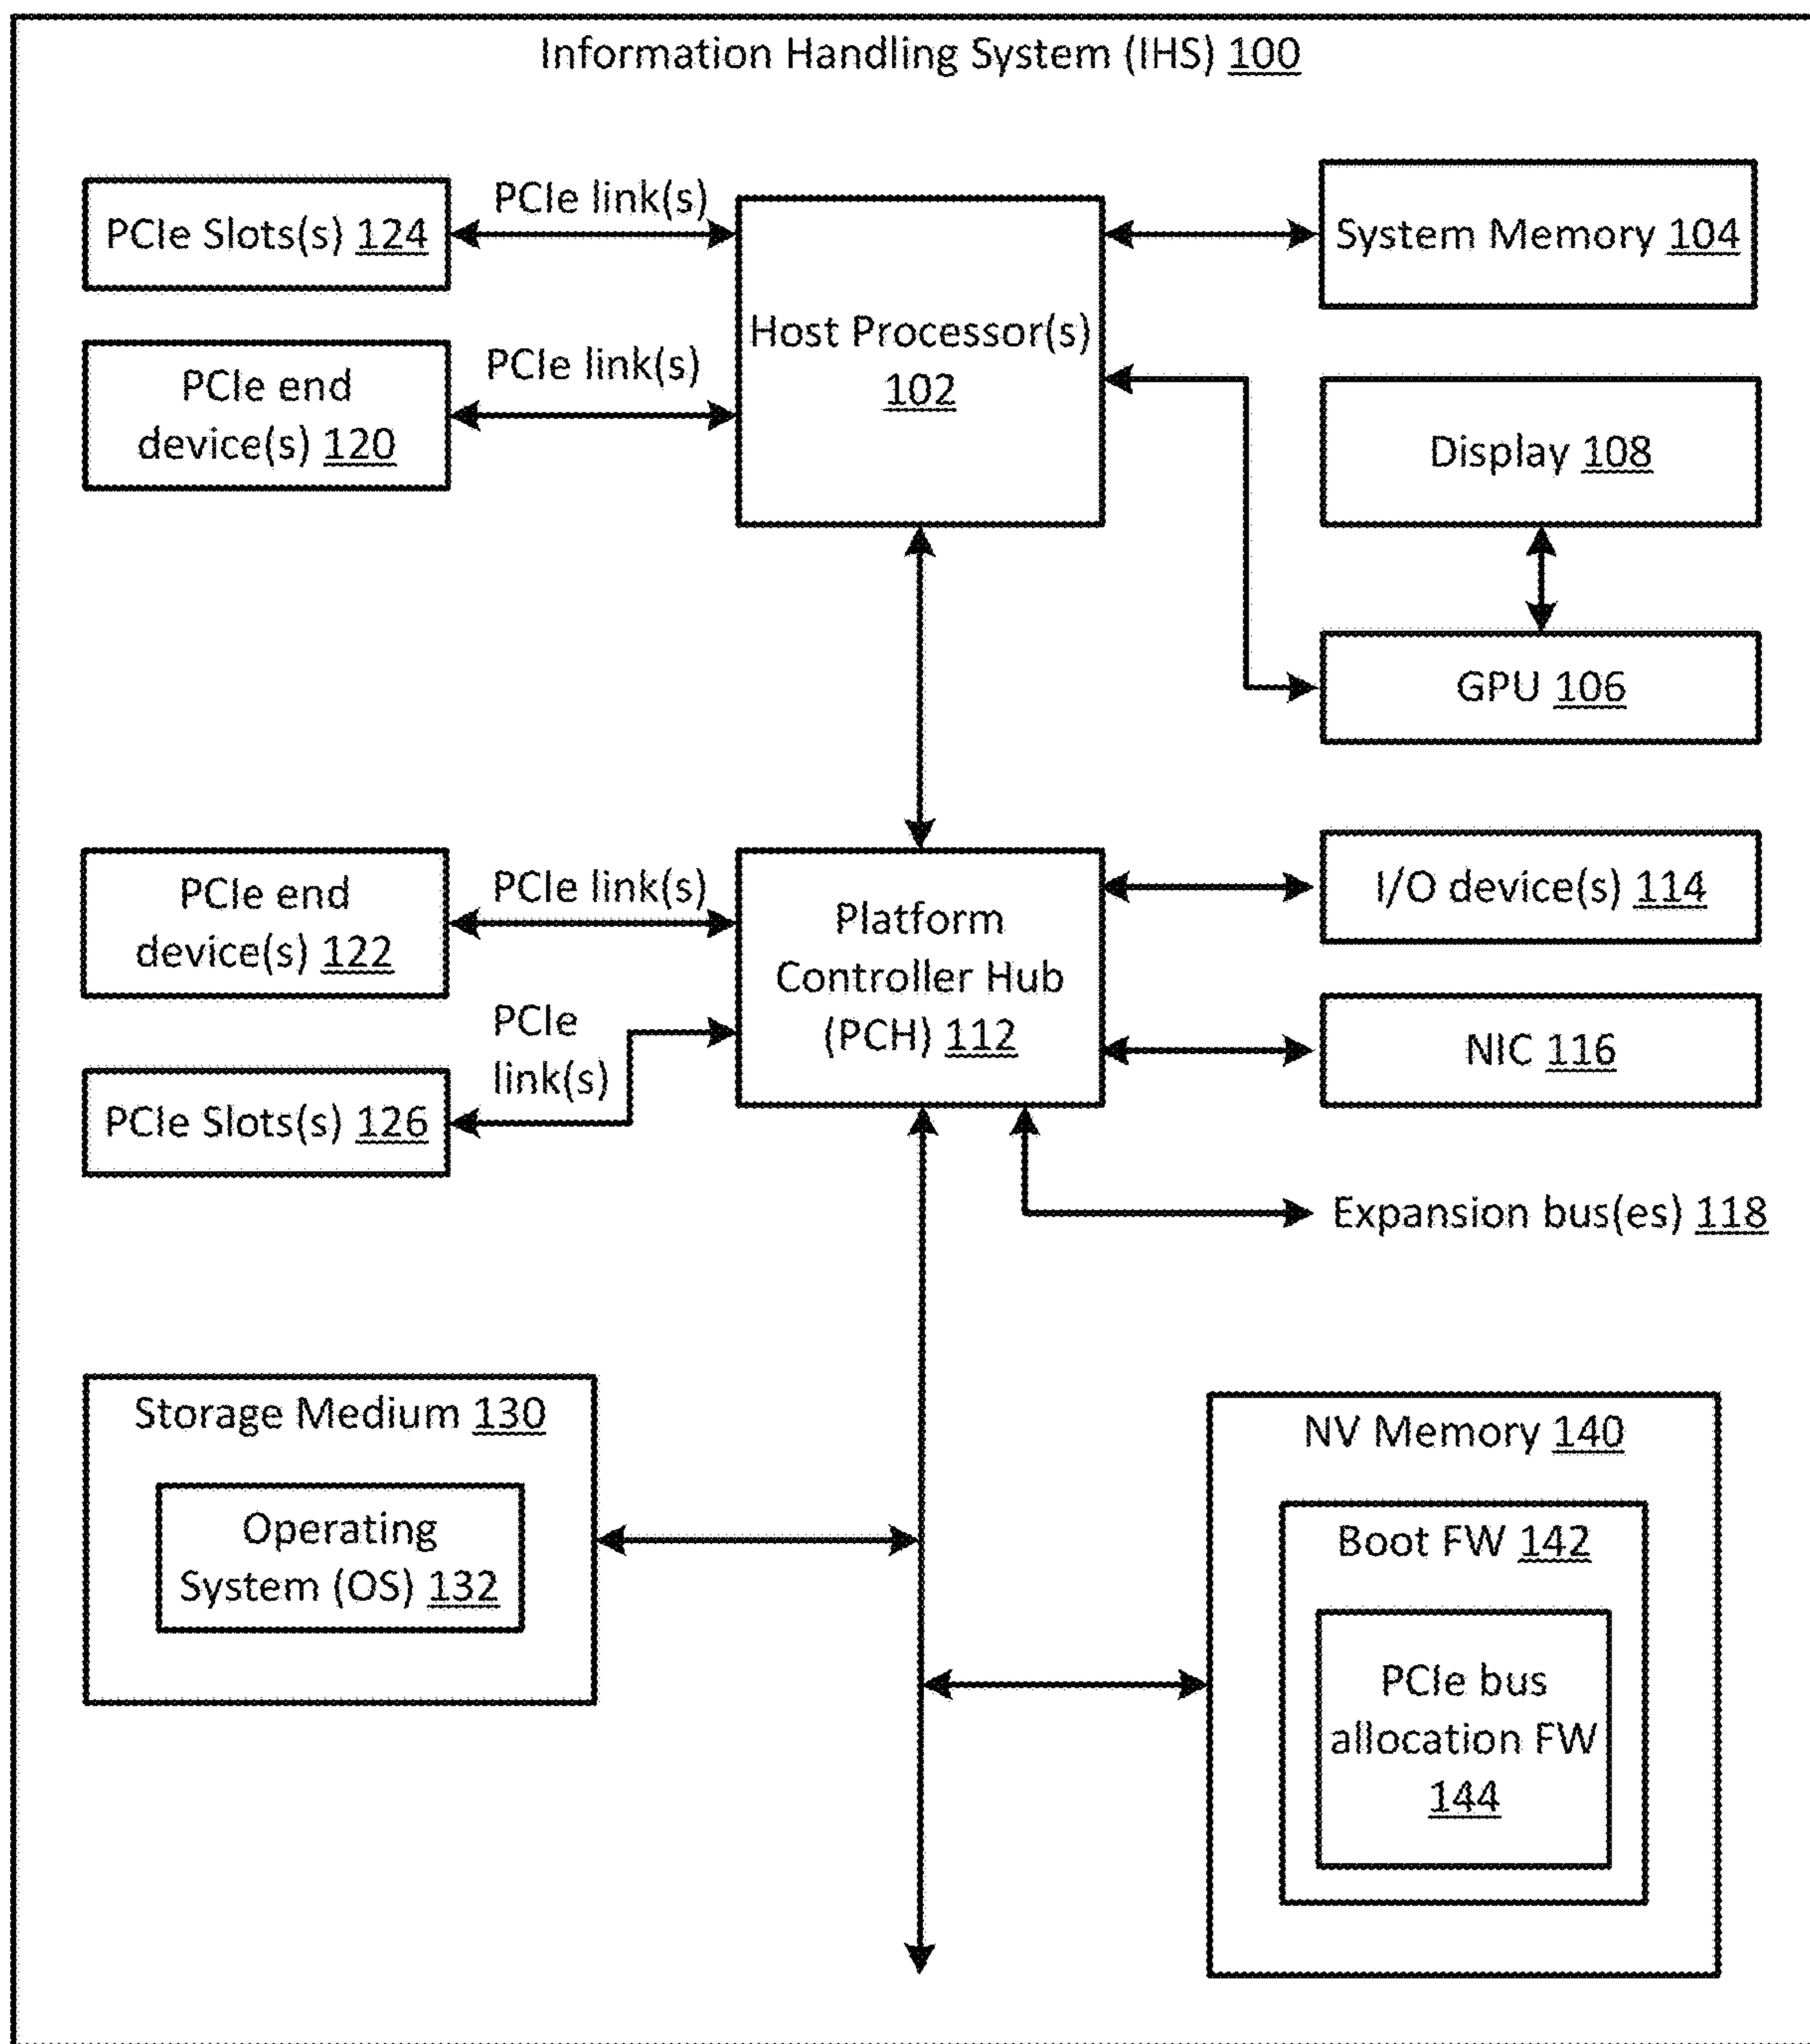 Information Handling System (IHS) 100
PCIe Slots(s) 124
PCIe link(s)
PCIe end
device(s) 120
PCIe link(s)
Host Processor(s)
102
System Memory 104
Display 108
GPU 106
PCIe end
device(s) 122
PCIe link(s)
PCIe
link(s)
PCIe Slots(s) 126
Platform
Controller Hub
(PCH) 112
I/O device(s) 114
NIC 116
Expansion bus(es) 118
Storage Medium 130
Operating
System (OS) 132
NV Memory 140
Boot FW 142
PCIe bus
allocation FW
144